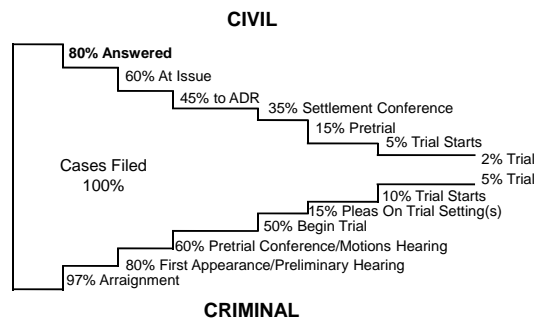 CIVIL
80% Answered
60% At Issue
45% to ADR
35% Settlement Conference
15% Pretrial
5% Trial Starts
2% Trial
Cases Filed
100%
5% Trial
10% Trial Starts
15% Pleas On Trial Setting(s)
50% Begin Trial
60% Pretrial Conference/Motions Hearing
80% First Appearance/Preliminary Hearing
97% Arraignment
CRIMINAL